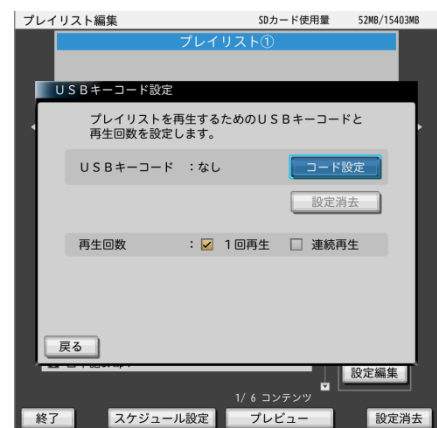 プレイリスト編集 SDカード使用量 52MB/15403MB
プレイリスト①
USBキーコード設定
プレイリストを再生するためのUSBキーコードと
再生回数を設定します。
USBキーコード :なし コード設定
設定消去
再生回数 : 1回再生 連続再生
戻る
設定編集
1/ 6 コンテンツ
終了 スケジュール設定 プレビュー 設定消去